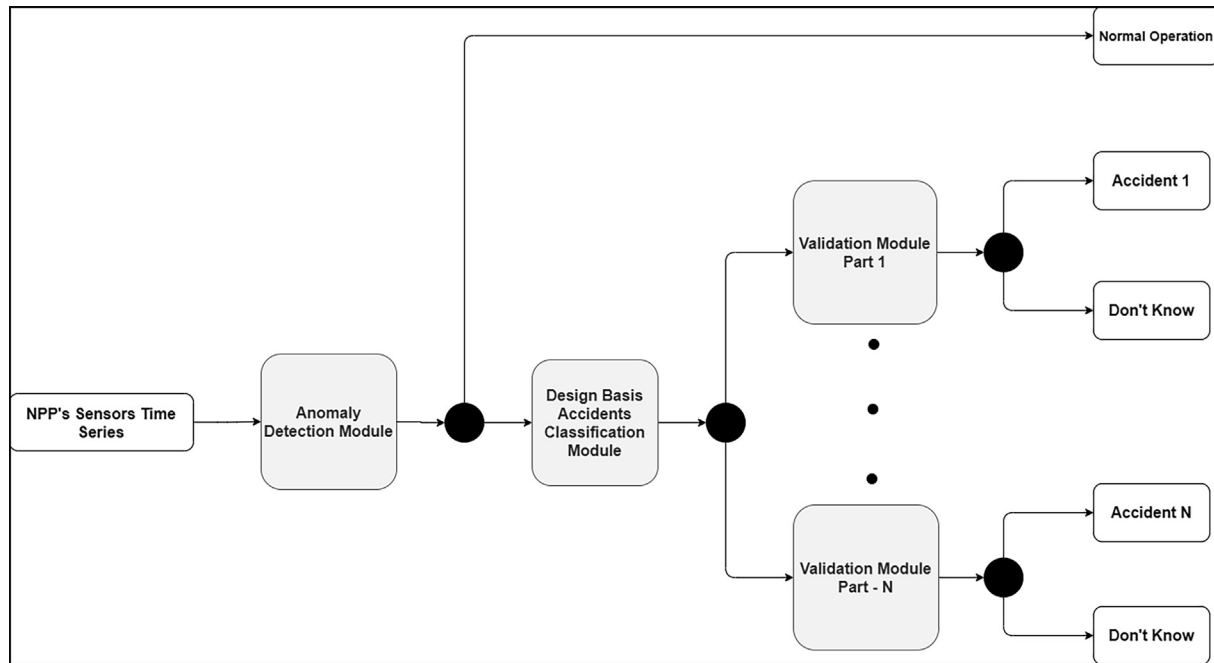 Normal Operation
Accident 1
Validation Module
Part 1
Don't Know
Design Basis
Accidents
Classification
Module
Anomaly
Detection Module
NPP's Sensors Time
Series
Accident N
Validation Module
Part - N
Don't Know